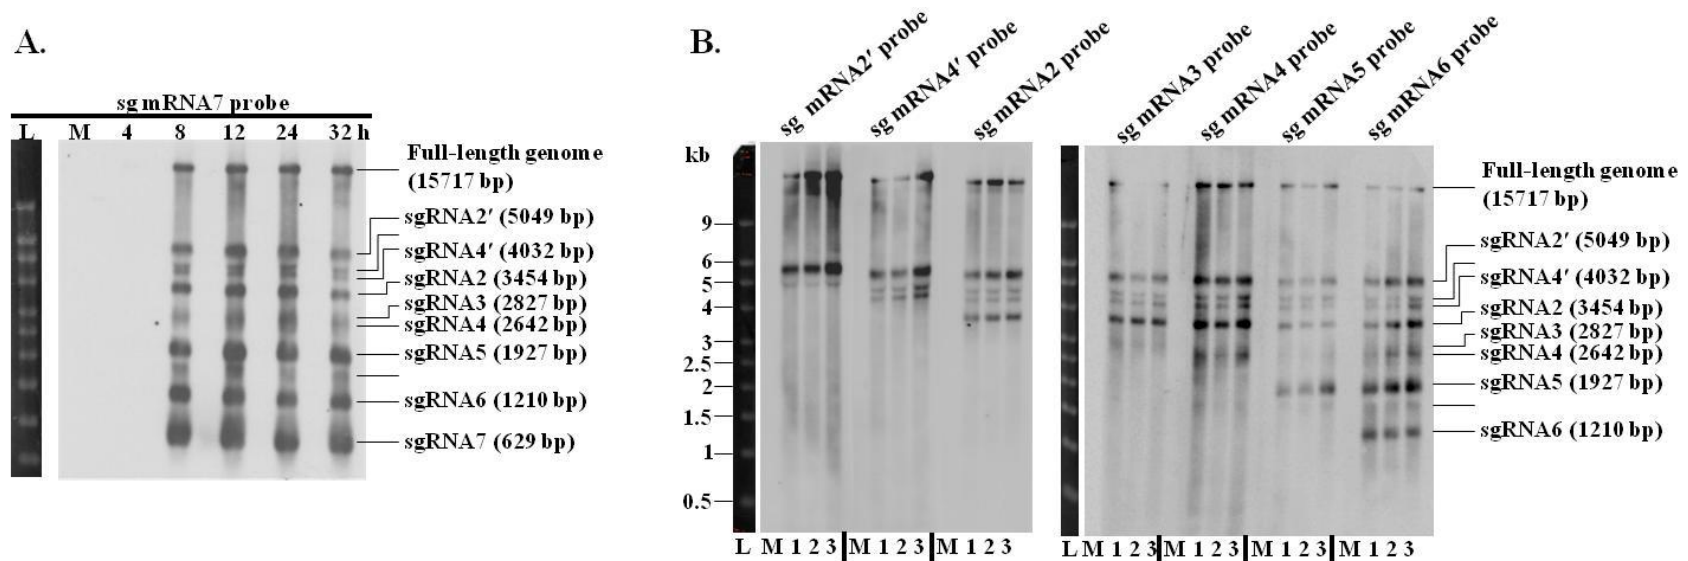 A.
sg mRNA7 probe
L M 4 8 12 24 32 h
Full-length genome
(15717 bp)
sgRNA2′ (5049 bp)
sgRNA4′ (4032 bp)
sgRNA2 (3454 bp)
sgRNA3 (2827 bp)
sgRNA4 (2642 bp)
sgRNA5 (1927 bp)
sgRNA6 (1210 bp)
sgRNA7 (629 bp)
B.
sg mRNA2′ probe
sg mRNA4′ probe
sg mRNA2 probe
sg mRNA3 probe
sg mRNA4 probe
sg mRNA5 probe
sg mRNA6 probe
kb
9
6
5
4
3
2.5
2
1.5
1
0.5
L M 1 2 3 M 1 2 3 M 1 2 3
L M 1 2 3 M 1 2 3 M 1 2 3 M 1 2 3
Full-length genome
(15717 bp)
sgRNA2′ (5049 bp)
sgRNA4′ (4032 bp)
sgRNA2 (3454 bp)
sgRNA3 (2827 bp)
sgRNA4 (2642 bp)
sgRNA5 (1927 bp)
sgRNA6 (1210 bp)